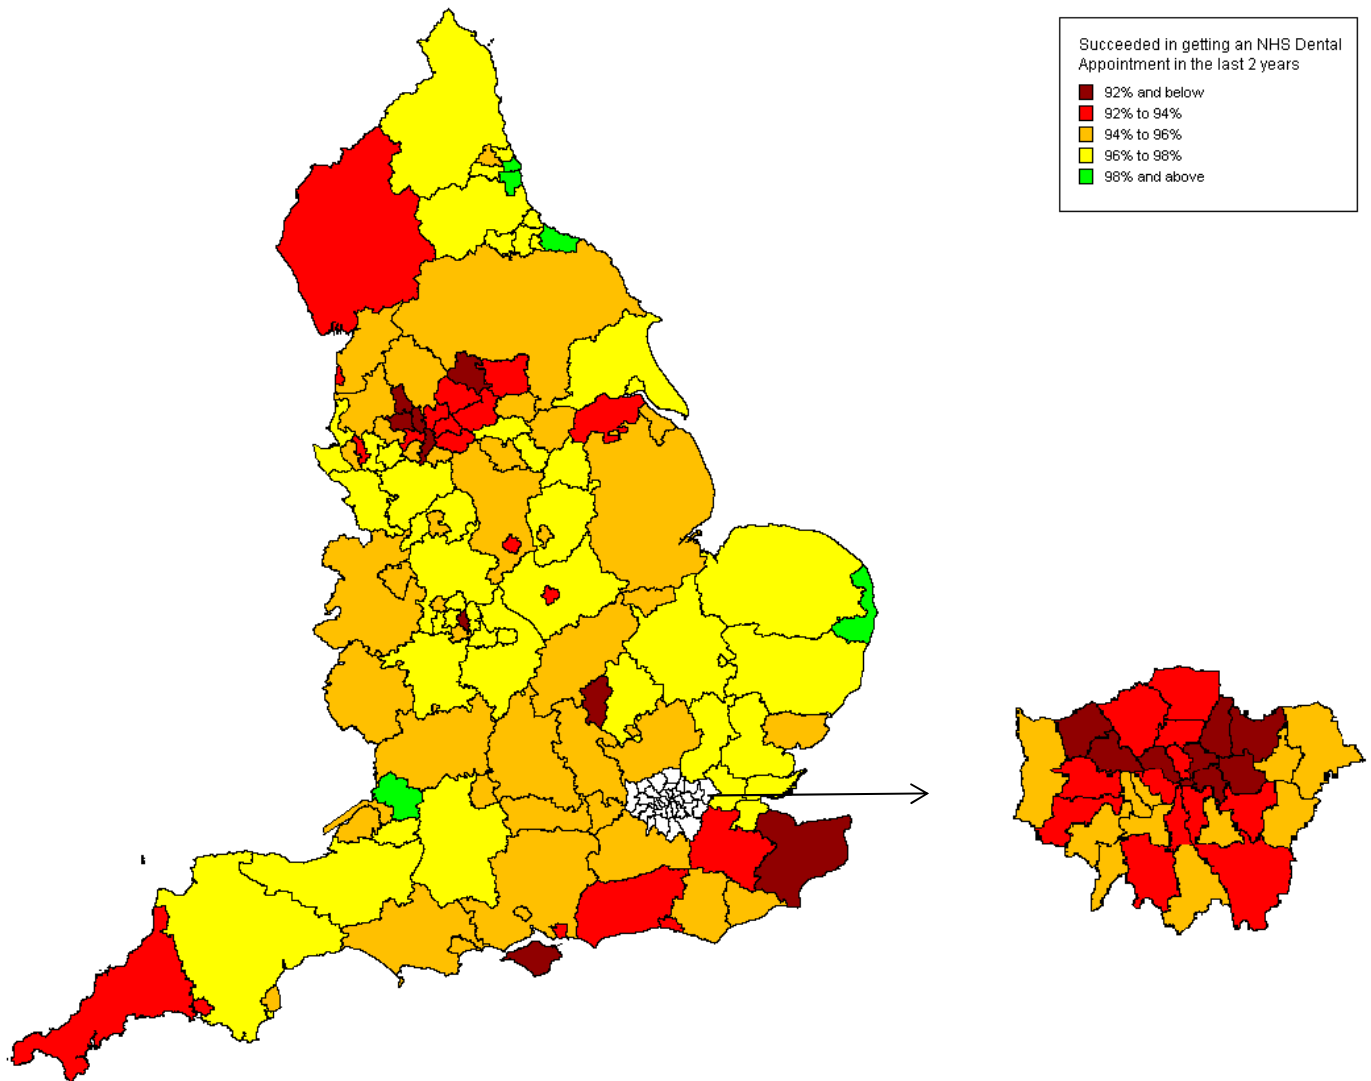 Succeeded in getting an NHS Dental
Appointment in the last 2 years
92% and below
92% to 94%
94% to 96%
96% to 98%
98% and above